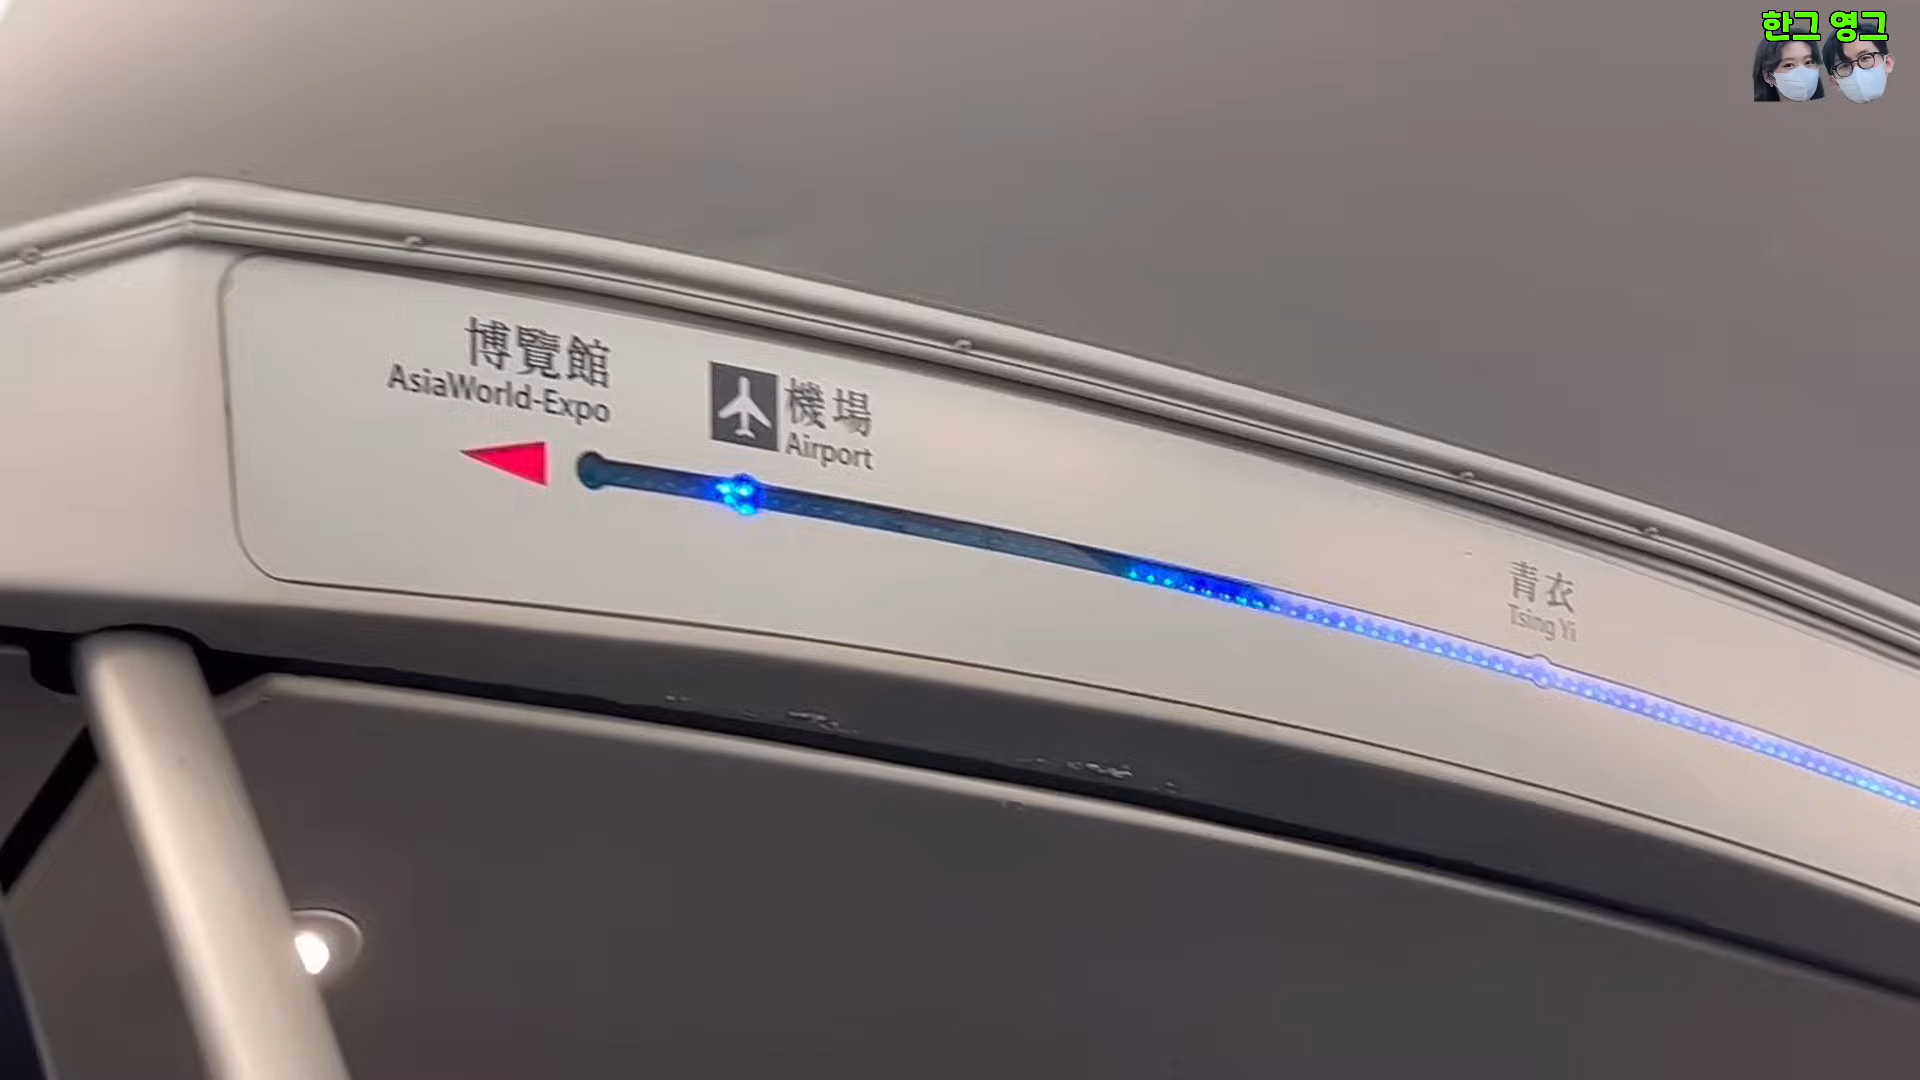 한그 영그
博覽館
AsiaWorld-Expo
機場
Airport
青衣
Tsing Yi